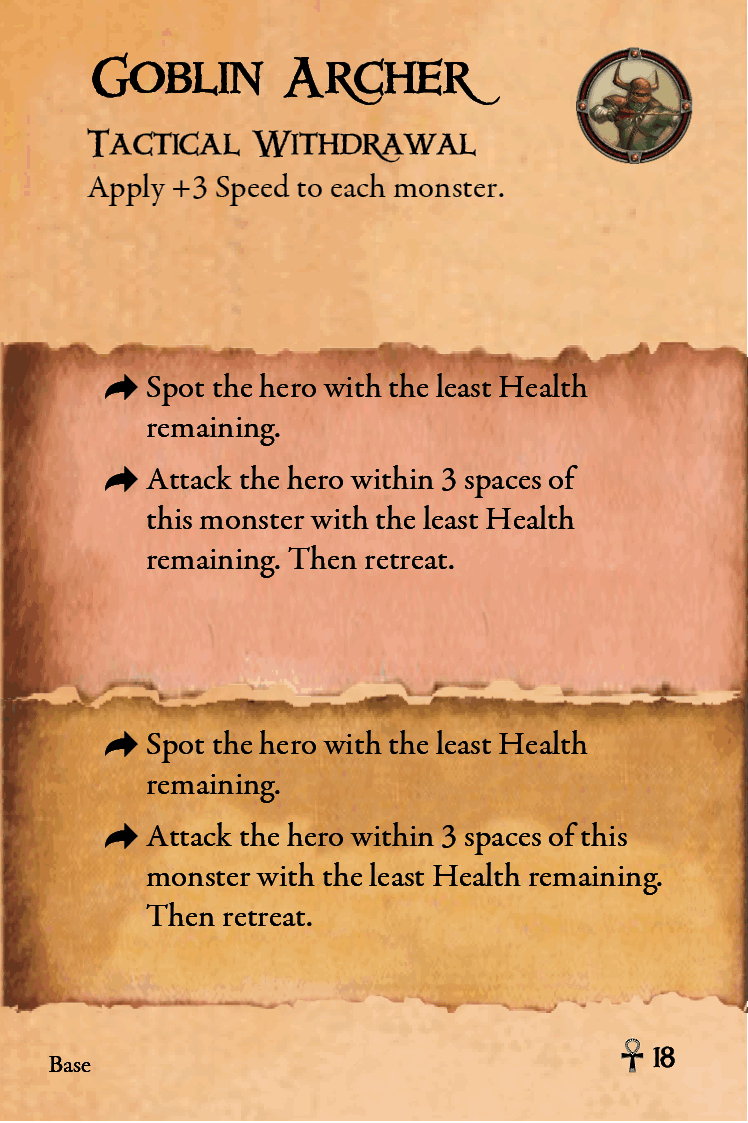 Goblin Archer
Tactical Withdrawal
Apply +3 Speed to each monster.
Spot the hero with the least Health
remaining.
Attack the hero within 3 spaces of
this monster with the least Health
remaining. Then retreat.
Spot the hero with the least Health
remaining.
Attack the hero within 3 spaces of this
monster with the least Health remaining.
Then retreat.
Base
18